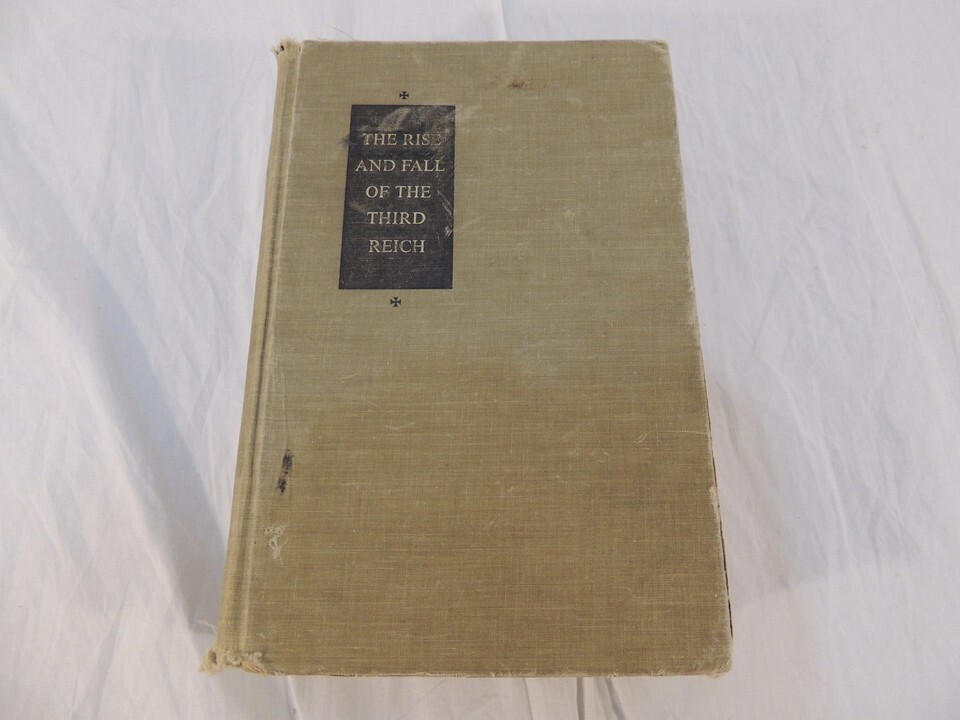 THE RISE
AND FALL
OF THE
THIRD
REICH